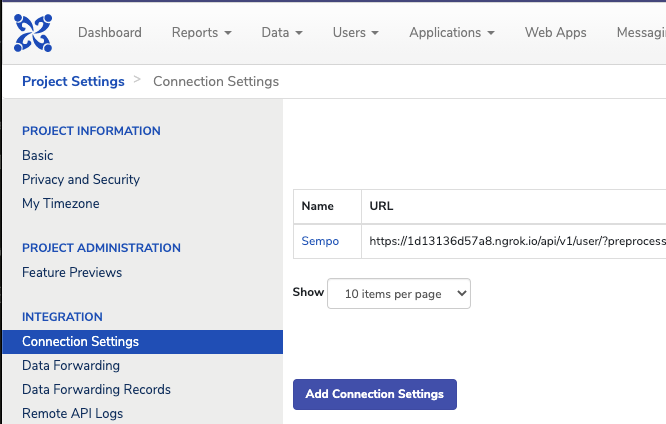 Dashboard Reports Data Users Applications Web Apps Messagi
Project Settings > Connection Settings
PROJECT INFORMATION
Basic
Privacy and Security
My Timezone
PROJECT ADMINISTRATION
Feature Previews
INTEGRATION
Connection Settings
Data Forwarding
Data Forwarding Records
Remote API Logs
Name URL
Sempo https://1d13136d57a8.ngrok.io/api/v1/user/?preprocess
Show 10 items per page
Add Connection Settings